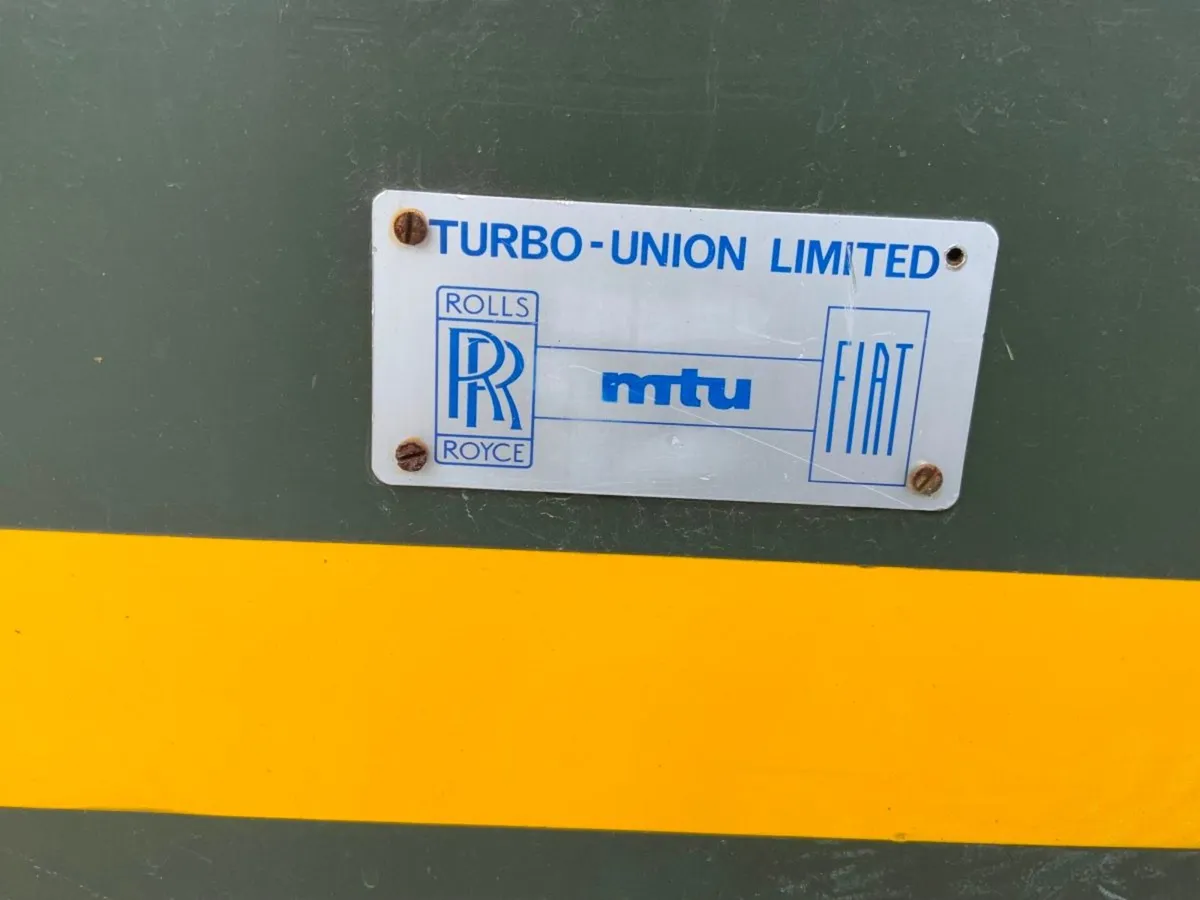 TURBO-UNION LIMITED
ROLLS
RR
ROYCE
mtu
FIAT